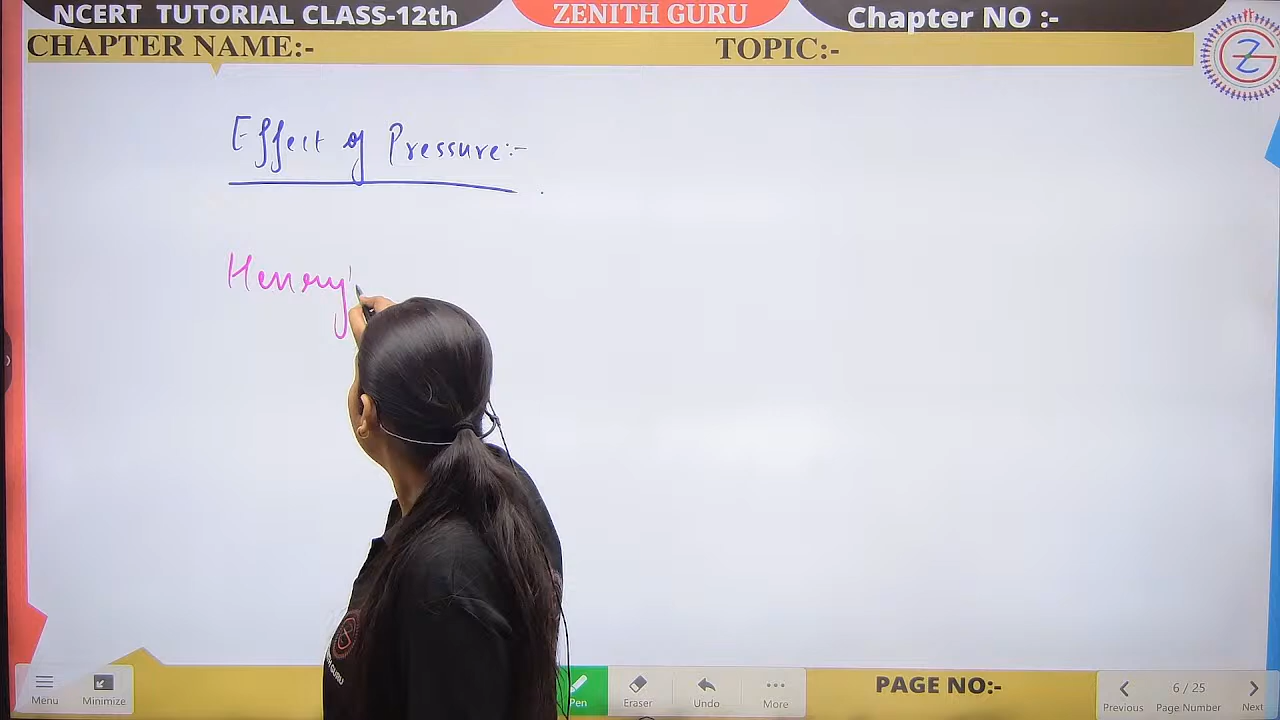 NCERT TUTORIAL CLASS-12th
ZENITH GURU
Chapter NO :-
CHAPTER NAME:-
TOPIC:-
Effect of Pressure:-
Henry'
Menu
Minimize
Pen
Eraser
Undo
More
PAGE NO:-
Previous
6 / 25
Page Number
Next